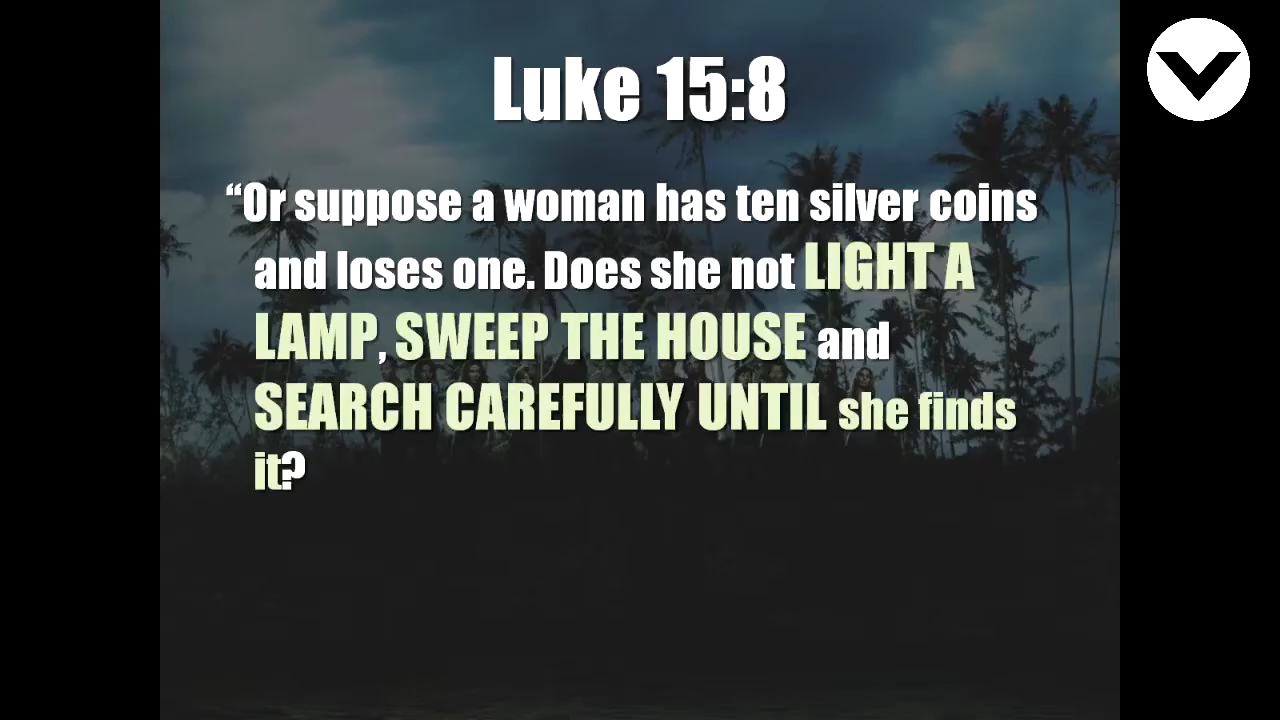 Luke 15:8
“Or suppose a woman has ten silver coins
and loses one. Does she not LIGHT A
LAMP, SWEEP THE HOUSE and
SEARCH CAREFULLY UNTIL she finds
it?